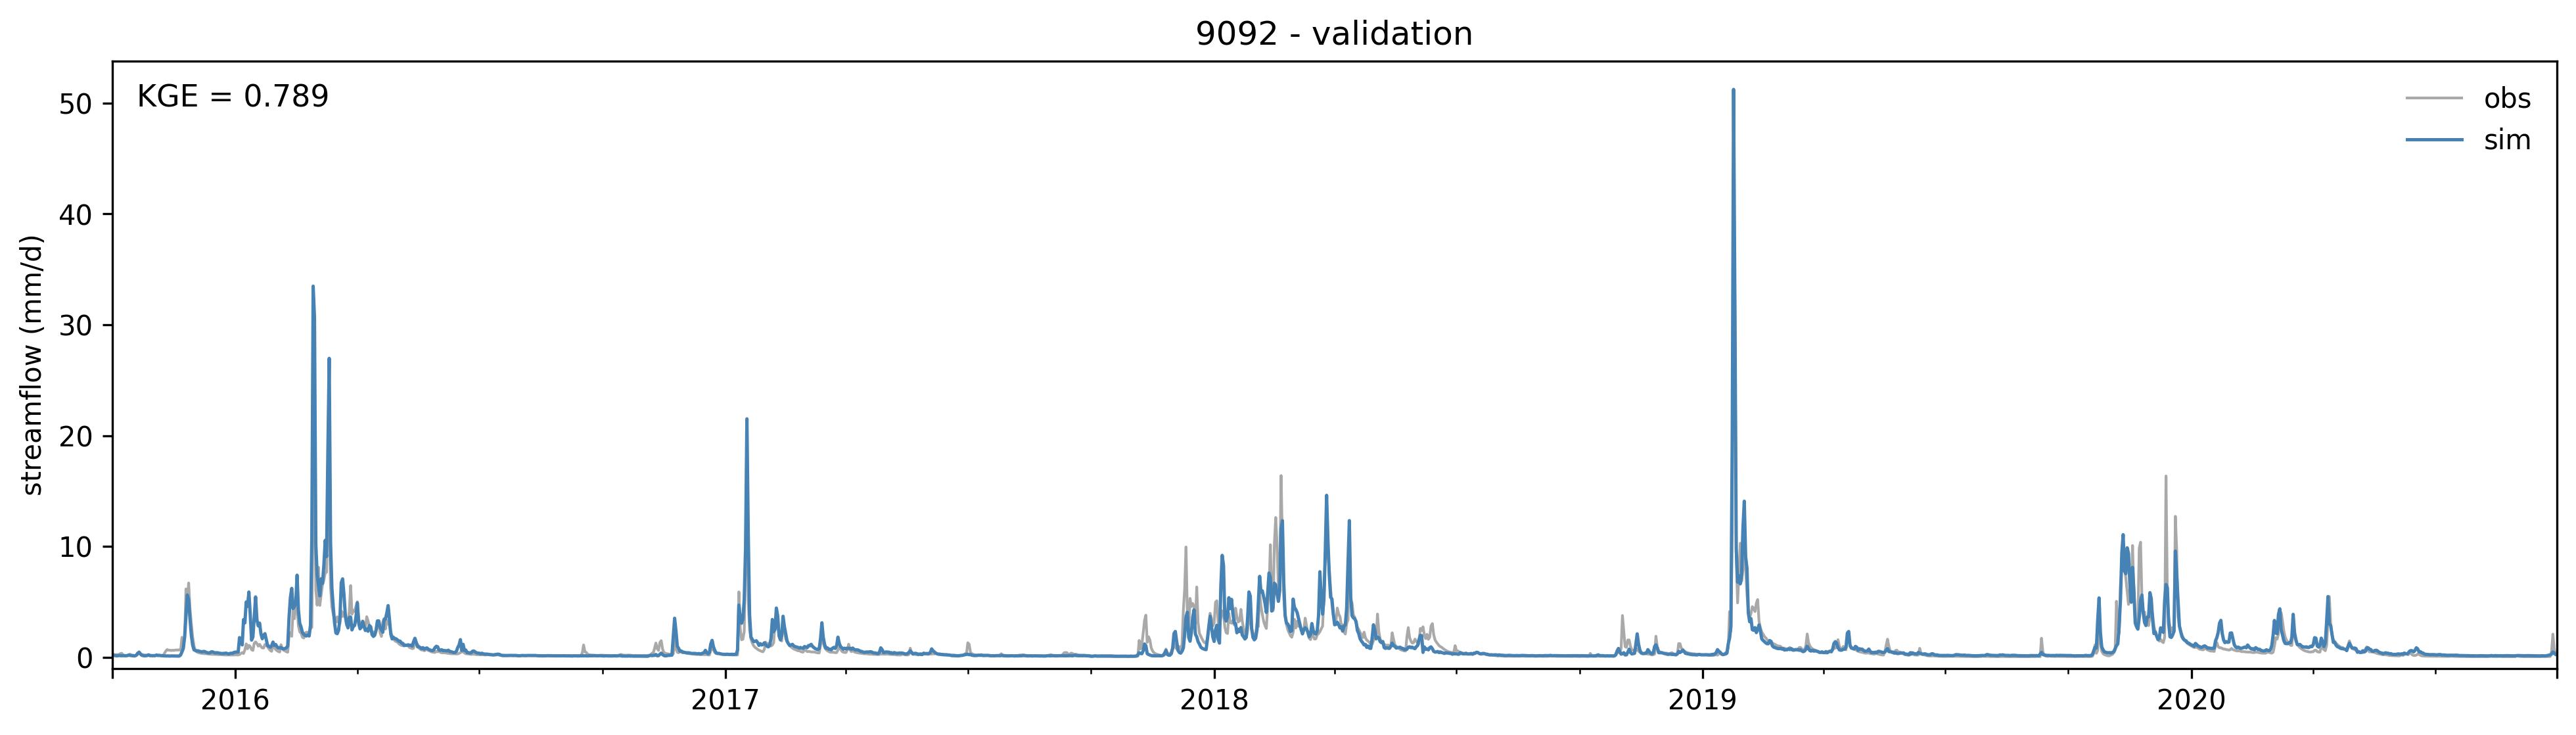 9092 - validation
KGE = 0.789
obs
sim
streamflow (mm/d)
50
40
30
20
10
0
2016
2017
2018
2019
2020